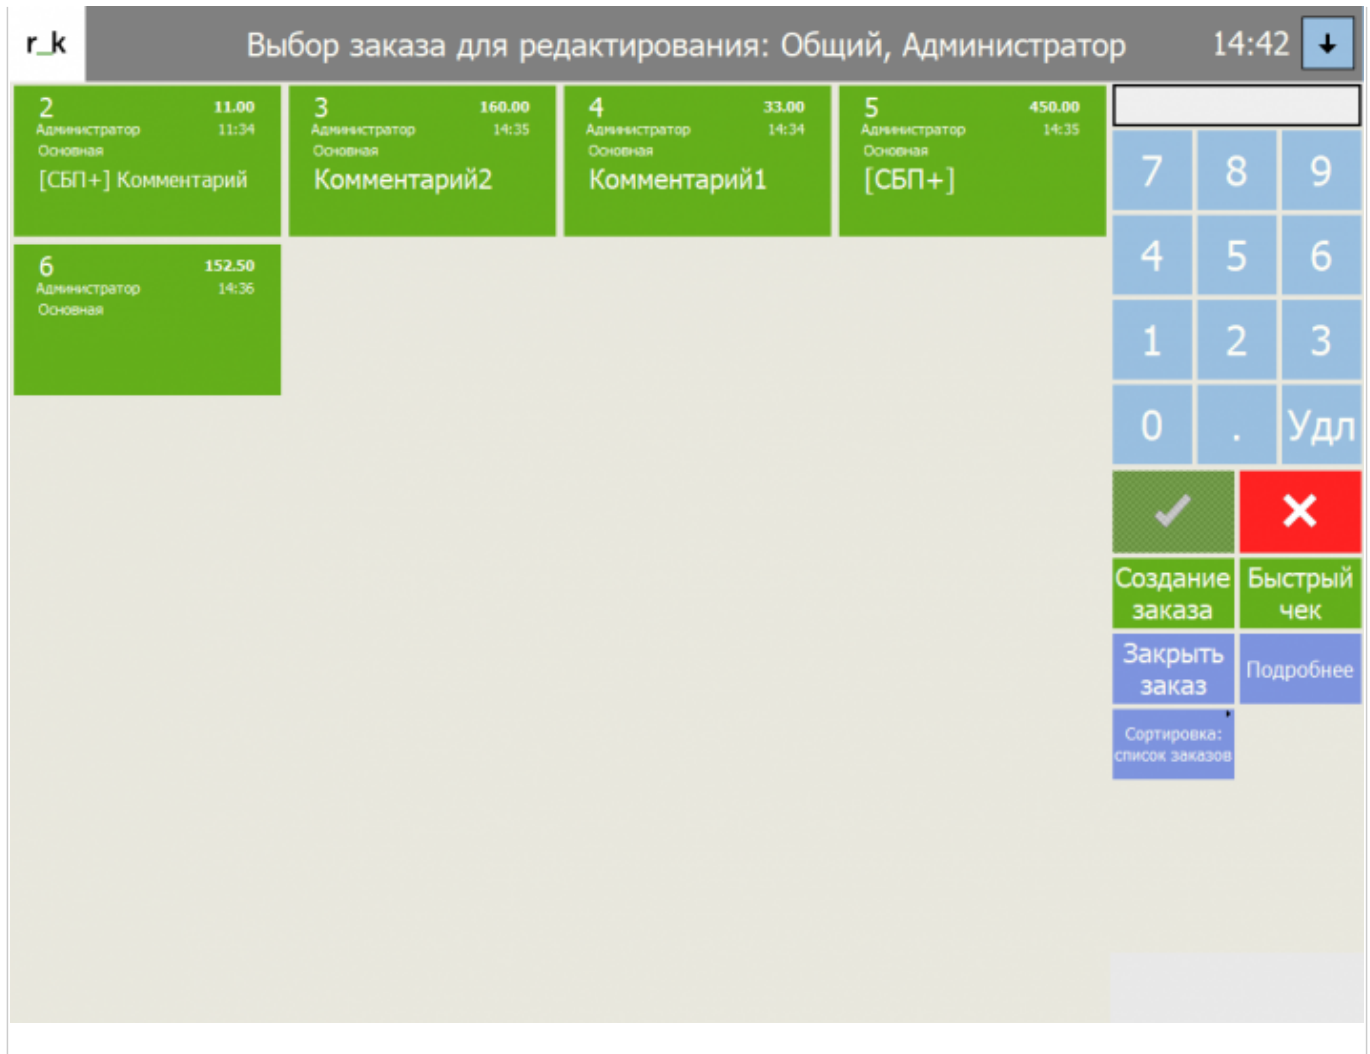 r_k
Выбор заказа для редактирования: Общий, Администратор
14:42
2 11.00
Администратор 11:34
Основная
[СБП+] Комментарий
3 160.00
Администратор 14:35
Основная
Комментарий2
4 33.00
Администратор 14:34
Основная
Комментарий1
5 450.00
Администратор 14:35
Основная
[СБП+]
6 152.50
Администратор 14:36
Основная
7 8 9
4 5 6
1 2 3
0 . Удл
Создание
заказа
Быстрый
чек
Закрыть
заказ
Подробнее
Сортировка:
список заказов